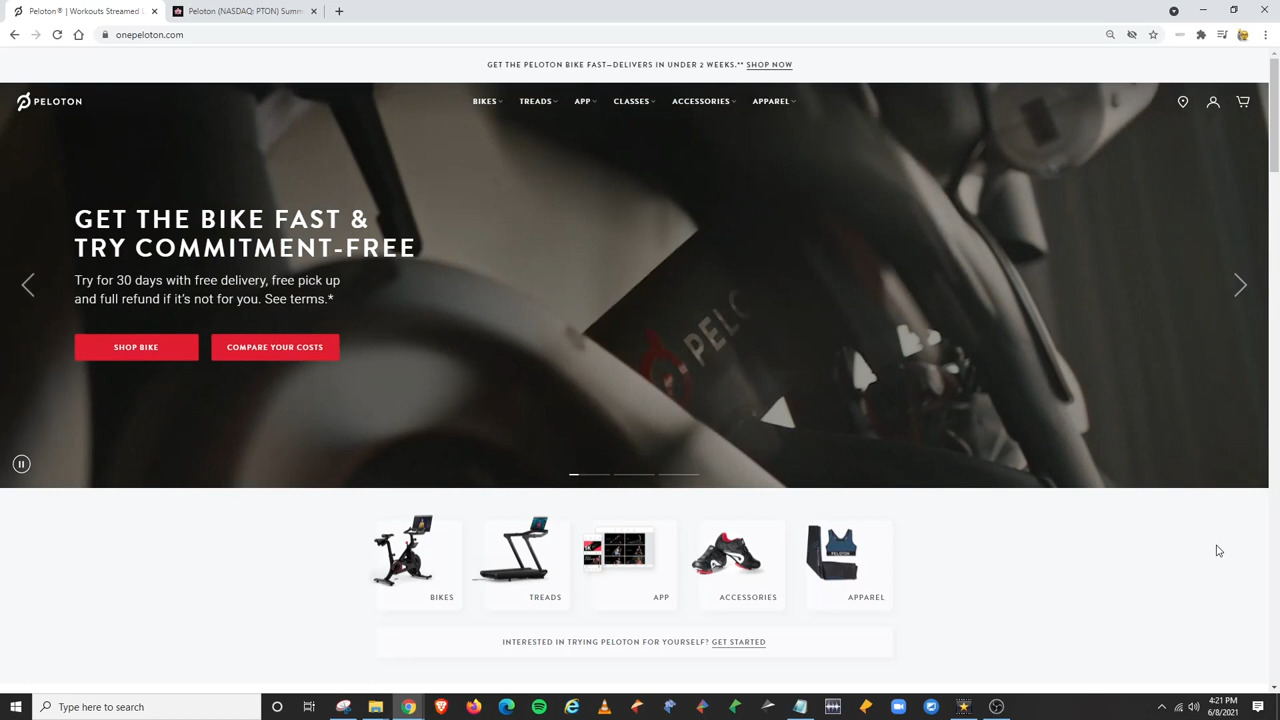 Peloton® | Workouts Streamed L
Peloton (NASDAQ: PTON) Summ
onepeloton.com
GET THE PELOTON BIKE FAST—DELIVERS IN UNDER 2 WEEKS.** SHOP NOW
PELOTON
BIKES
TREADS
APP
CLASSES
ACCESSORIES
APPAREL
GET THE BIKE FAST &
TRY COMMITMENT-FREE
Try for 30 days with free delivery, free pick up
and full refund if it's not for you. See terms.*
SHOP BIKE
COMPARE YOUR COSTS
PELO
BIKES
TREADS
APP
ACCESSORIES
APPAREL
INTERESTED IN TRYING PELOTON FOR YOURSELF? GET STARTED
Type here to search
4:21 PM
6/8/2021